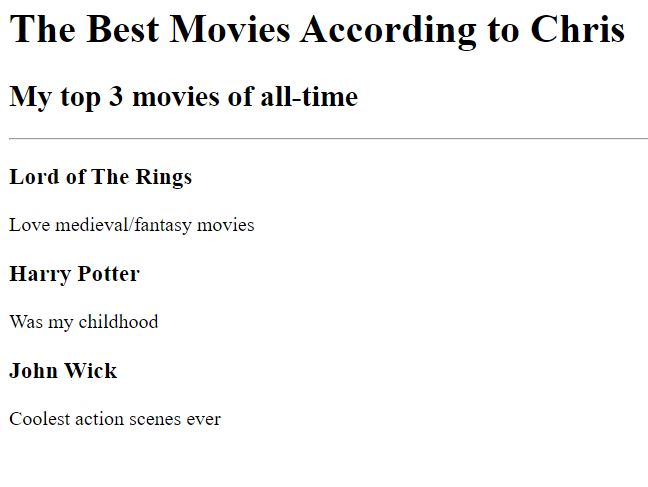 The Best Movies According to Chris
My top 3 movies of all-time
Lord of The Rings
Love medieval/fantasy movies
Harry Potter
Was my childhood
John Wick
Coolest action scenes ever